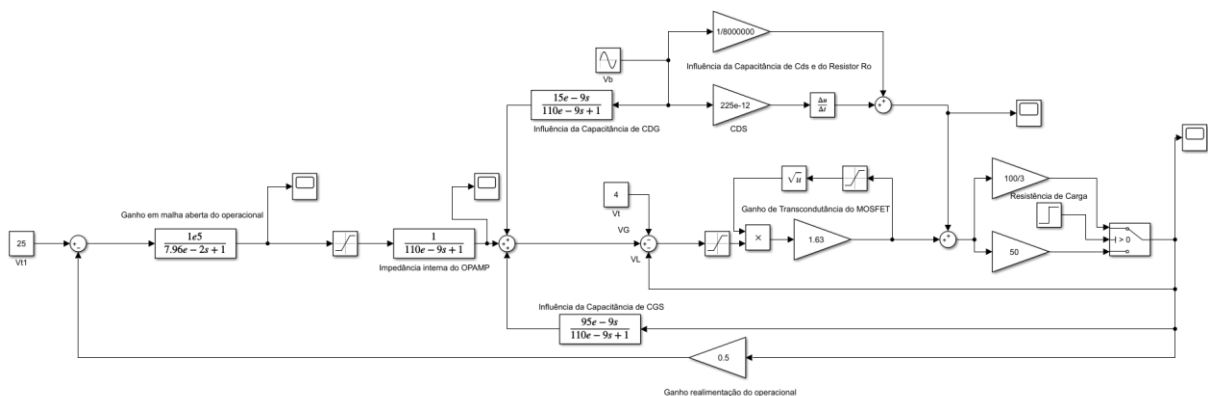 1/8000000
Vb
Influência da Capacitância de Cds e do Resistor Ro
15e − 9s
110e − 9s + 1
Influência da Capacitância de CDG
225e-12
CDS
Δu
Δt
4
Vt
√u
Ganho de Transcondutância do MOSFET
100/3
Resistência de Carga
Ganho em malha aberta do operacional
25
Vt1
1e5
7.96e − 2s + 1
1
110e − 9s + 1
Impedância interna do OPAMP
VG
VL
×
1.63
> 0
50
Influência da Capacitância de CGS
95e − 9s
110e − 9s + 1
0.5
Ganho realimentação do operacional